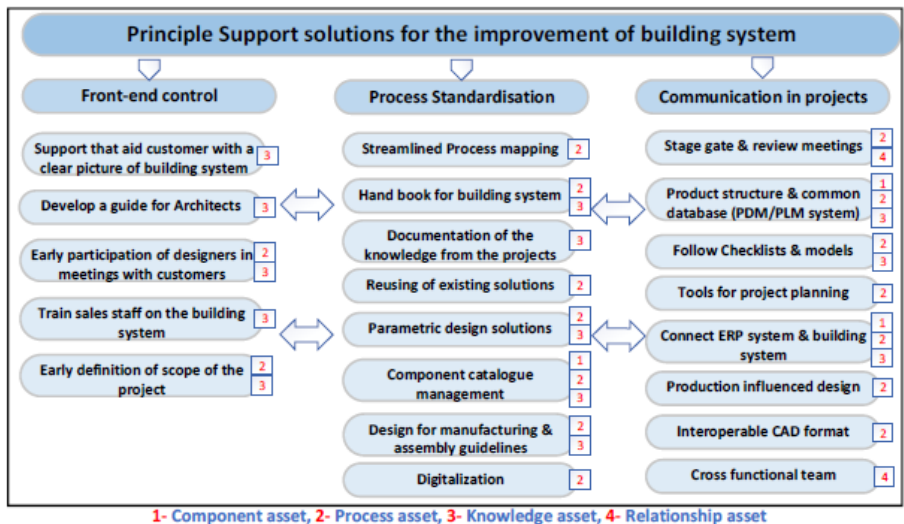 Principle Support solutions for the improvement of building system
Front-end control
Support that aid customer with a
clear picture of building system
3
Develop a guide for Architects
3
Early participation of designers in
meetings with customers
2
3
Train sales staff on the building
system
3
Early definition of scope of the
project
2
3
Process Standardisation
Streamlined Process mapping
2
Hand book for building system
2
3
Documentation of the
knowledge from the projects
3
Reusing of existing solutions
2
Parametric design solutions
2
3
Component catalogue
management
1
2
3
Design for manufacturing &
assembly guidelines
2
3
Digitalization
2
Communication in projects
Stage gate & review meetings
2
4
Product structure & common
database (PDM/PLM system)
1
2
3
Follow Checklists & models
2
3
Tools for project planning
2
Connect ERP system & building
system
1
2
3
Production influenced design
2
Interoperable CAD format
2
Cross functional team
4
1- Component asset, 2- Process asset, 3- Knowledge asset, 4- Relationship asset